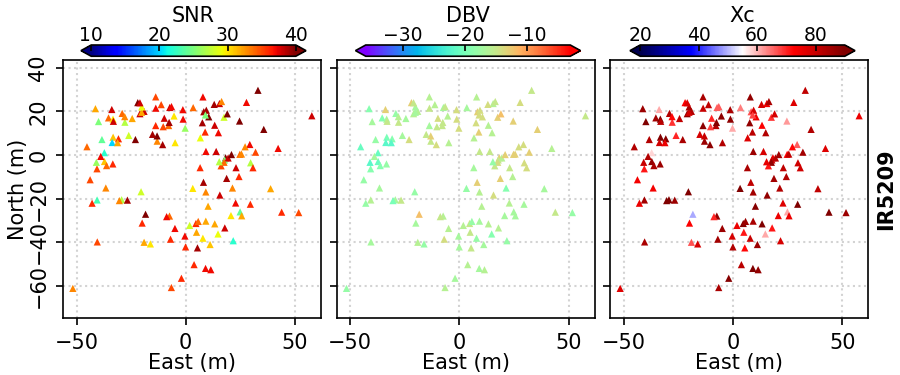 SNR DBV Xc
10 20 30 40 −30 −20 −10 20 40 60 80
40
20
0
−20
−40
−60
North (m)
IR5209
−50 0 50 −50 0 50 −50 0 50
East (m) East (m) East (m)